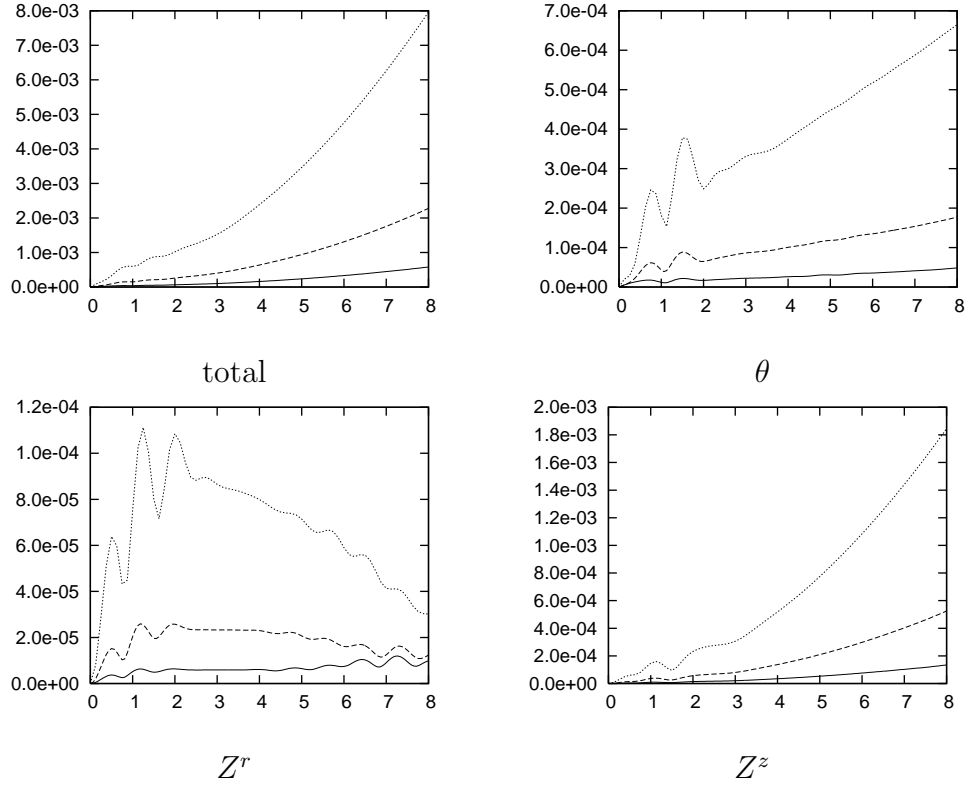 8.0e-03
7.0e-03
6.0e-03
5.0e-03
4.0e-03
3.0e-03
2.0e-03
1.0e-03
0.0e+00
0 1 2 3 4 5 6 7 8
total
7.0e-04
6.0e-04
5.0e-04
4.0e-04
3.0e-04
2.0e-04
1.0e-04
0.0e+00
0 1 2 3 4 5 6 7 8
θ
1.2e-04
1.0e-04
8.0e-05
6.0e-05
4.0e-05
2.0e-05
0.0e+00
0 1 2 3 4 5 6 7 8
Z^r
2.0e-03
1.8e-03
1.6e-03
1.4e-03
1.2e-03
1.0e-03
8.0e-04
6.0e-04
4.0e-04
2.0e-04
0.0e+00
0 1 2 3 4 5 6 7 8
Z^z